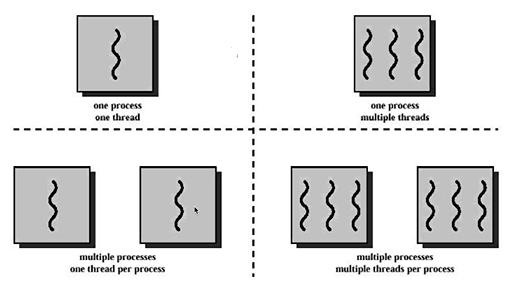 one process
one thread
one process
multiple threads
multiple processes
one thread per process
multiple processes
multiple threads per process